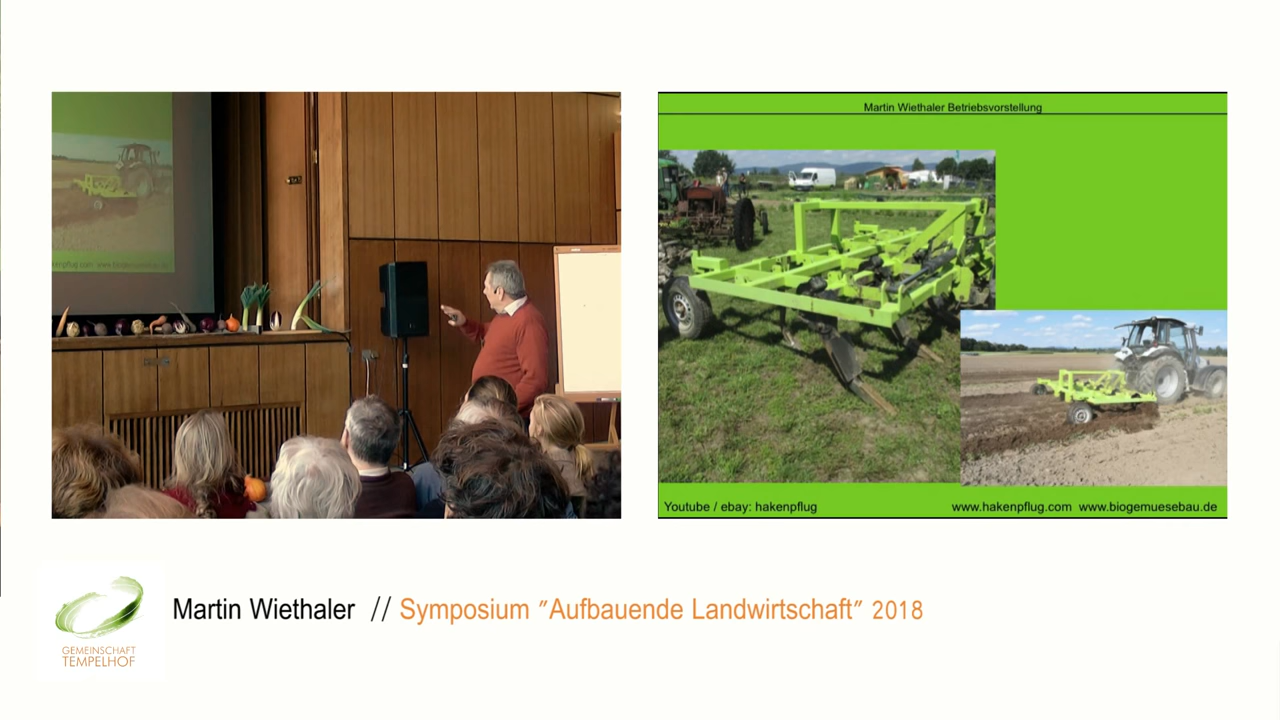 Martin Wiethaler Betriebsvorstellung
Youtube / ebay: hakenpflug
www.hakenpflug.com www.biogemuesebau.de
Martin Wiethaler // Symposium "Aufbauende Landwirtschaft" 2018
GEMEINSCHAFT
TEMPELHOF